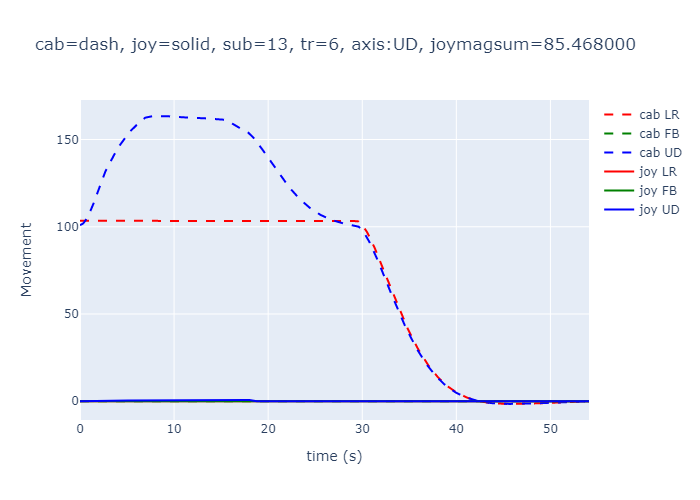 cab=dash, joy=solid, sub=13, tr=6, axis:UD, joymagsum=85.468000
cab LR
cab FB
cab UD
joy LR
joy FB
joy UD
Movement
150
100
50
0
0 10 20 30 40 50
time (s)